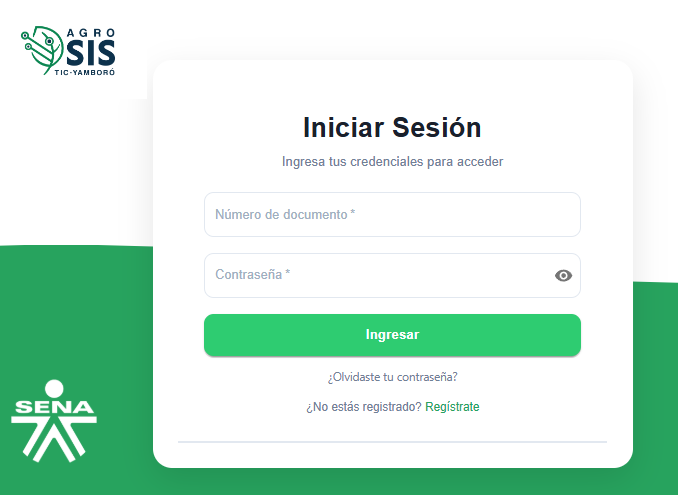 AGRO
SIS
TIC-YAMBORÓ
Iniciar Sesión
Ingresa tus credenciales para acceder
Número de documento *
Contraseña *
Ingresar
¿Olvidaste tu contraseña?
¿No estás registrado? Regístrate
SENA